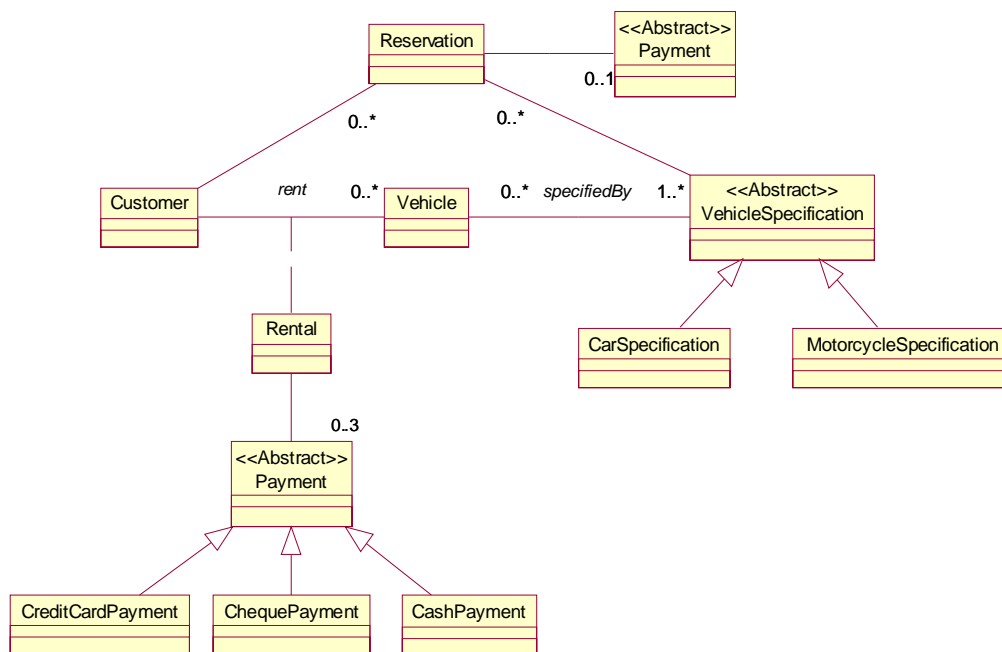 <<Abstract>>
Payment
Reservation
0..1
0..*
0..*
Customer
rent
0..*
Vehicle
0..*
specifiedBy
1..*
<<Abstract>>
VehicleSpecification
Rental
CarSpecification
MotorcycleSpecification
0..3
<<Abstract>>
Payment
CreditCardPayment
ChequePayment
CashPayment